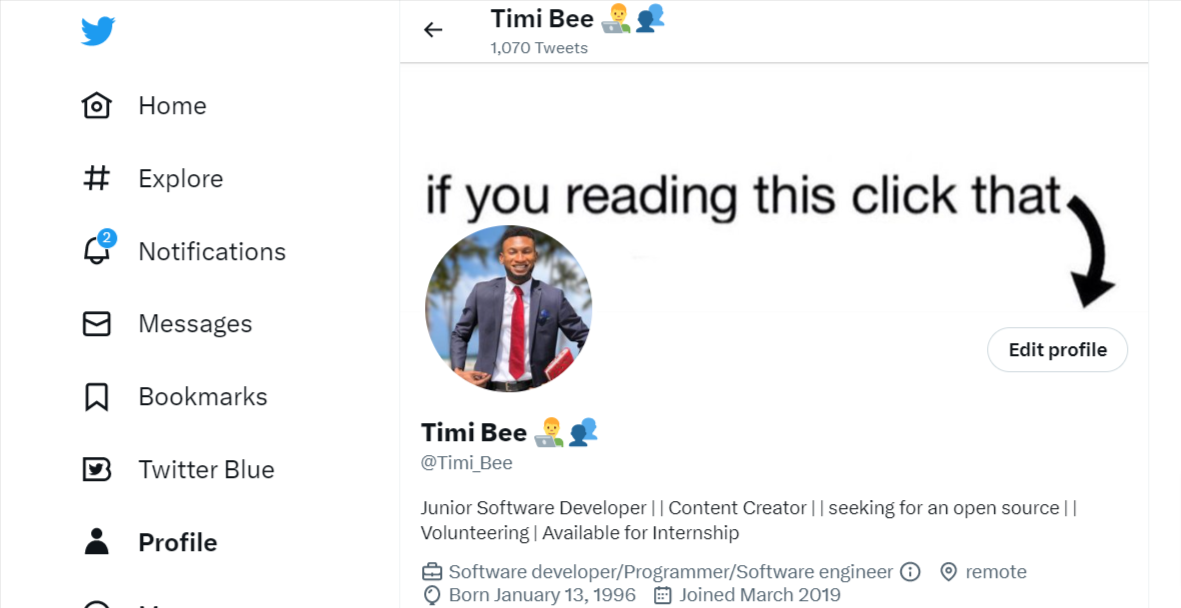 Timi Bee 👨‍💻👥
1,070 Tweets
Home
Explore
2
Notifications
Messages
Bookmarks
Twitter Blue
Profile
if you reading this click that
Edit profile
Timi Bee 👨‍💻👥
@Timi_Bee
Junior Software Developer || Content Creator || seeking for an open source ||
Volunteering | Available for Internship
Software developer/Programmer/Software engineer remote
Born January 13, 1996 Joined March 2019